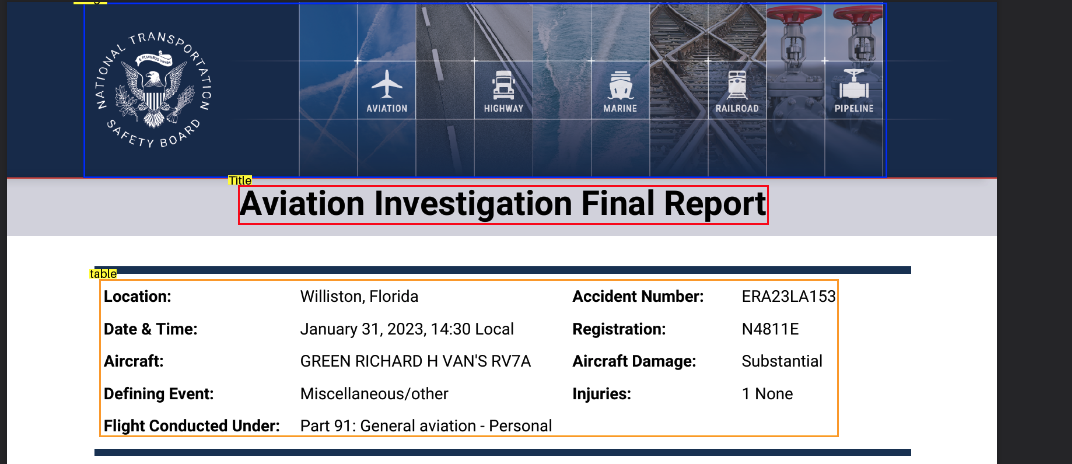 NATIONAL TRANSPORTATION
SAFETY BOARD
AVIATION HIGHWAY MARINE RAILROAD PIPELINE
Title
Aviation Investigation Final Report
table
Location: Williston, Florida Accident Number: ERA23LA153
Date & Time: January 31, 2023, 14:30 Local Registration: N4811E
Aircraft: GREEN RICHARD H VAN'S RV7A Aircraft Damage: Substantial
Defining Event: Miscellaneous/other Injuries: 1 None
Flight Conducted Under: Part 91: General aviation - Personal